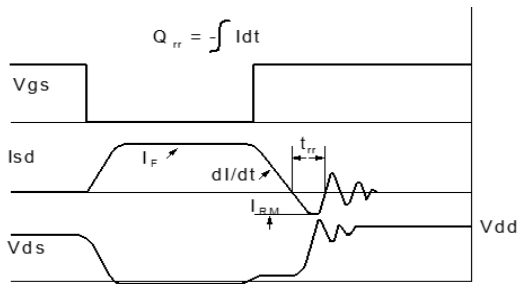 Q rr = -∫ Idt
Vgs
Isd
I F
dI/dt
t rr
I RM
Vds
Vdd